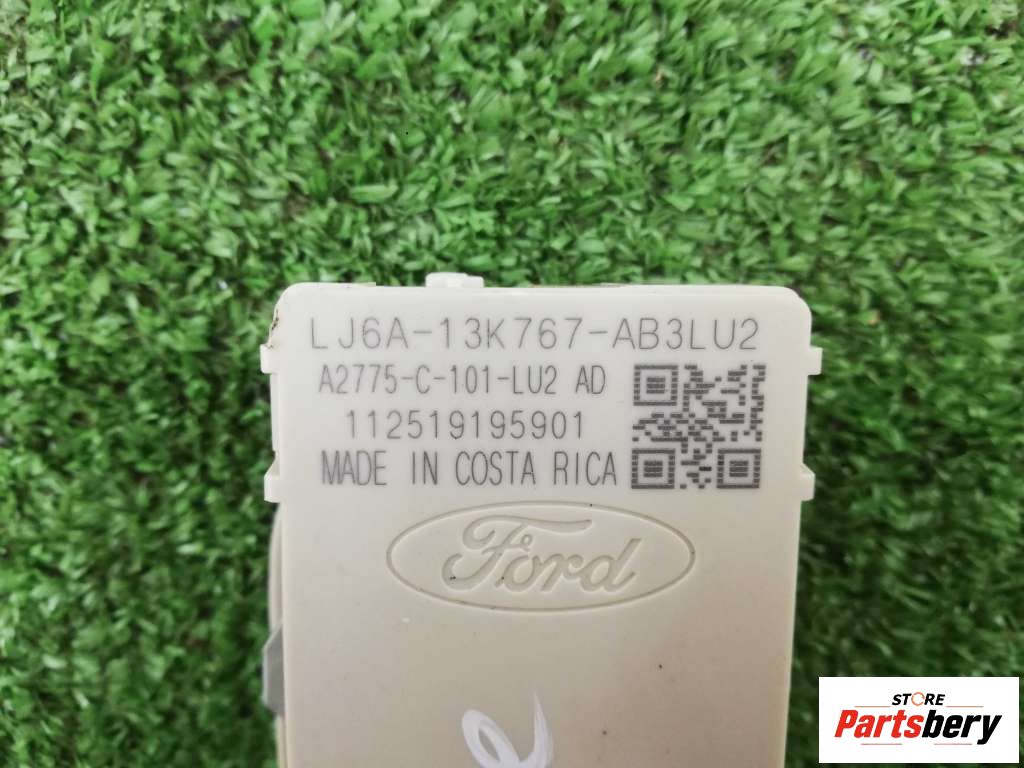 LJ6A-13K767-AB3LU2
A2775-C-101-LU2 AD
112519195901
MADE IN COSTA RICA
Ford
STORE
Partsbery